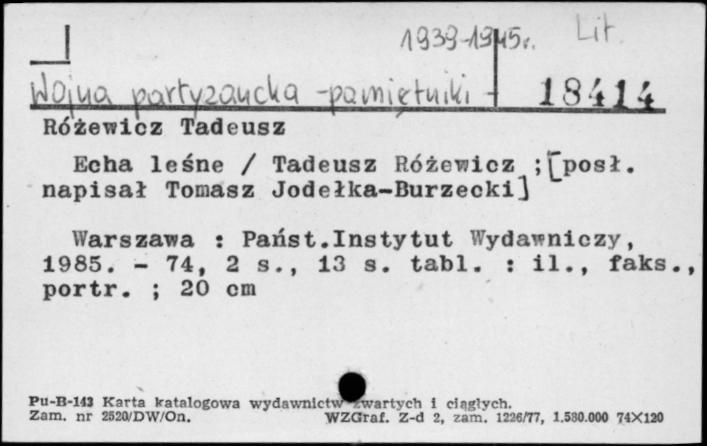 1939-1945r. Lit.
Wojna partyzancka - pamiętniki - 18414
Różewicz Tadeusz
Echa leśne / Tadeusz Różewicz ;[posł.
napisał Tomasz Jodełka-Burzecki]
Warszawa : Państ.Instytut Wydawniczy,
1985. - 74, 2 s., 13 s. tabl. : il., faks.,
portr. ; 20 cm
Pu-B-143 Karta katalogowa wydawnictw zwartych i ciągłych.
Zam. nr 2520/DW/On. WZGraf. Z-d 2, zam. 1226/77, 1.580.000 74X120